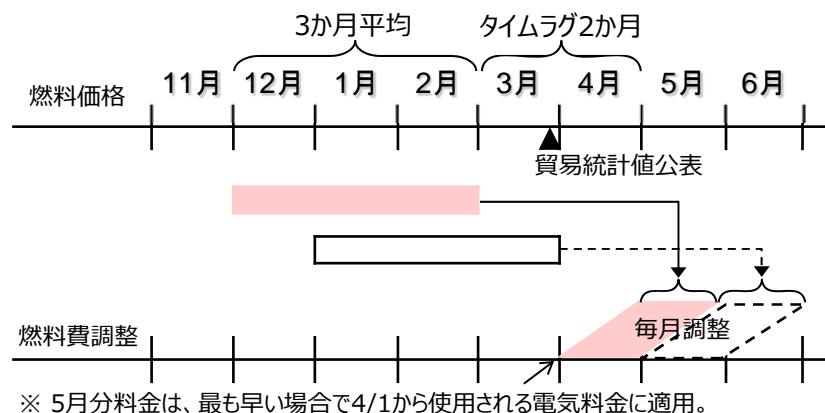 3か月平均 タイムラグ2か月
燃料価格 11月 12月 1月 2月 3月 4月 5月 6月
貿易統計値公表
毎月調整
燃料費調整
※ 5月分料金は、最も早い場合で4/1から使用される電気料金に適用。